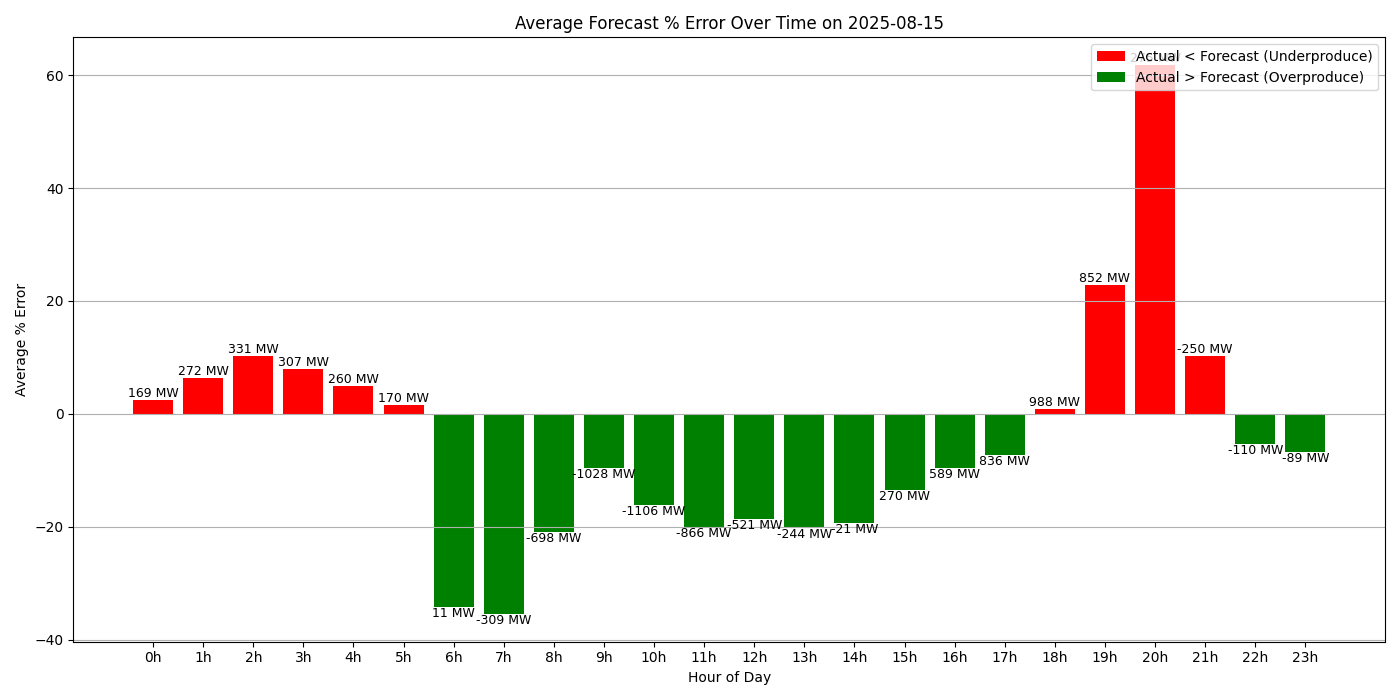 Average Forecast % Error Over Time on 2025-08-15
Actual < Forecast (Underproduce)
Actual > Forecast (Overproduce)
Average % Error
60
40
20
0
−20
−40
169 MW
272 MW
331 MW
307 MW
260 MW
170 MW
11 MW
-309 MW
-698 MW
-1028 MW
-1106 MW
-866 MW
-521 MW
-244 MW
-21 MW
270 MW
589 MW
836 MW
988 MW
852 MW
-250 MW
-110 MW
-89 MW
0h 1h 2h 3h 4h 5h 6h 7h 8h 9h 10h 11h 12h 13h 14h 15h 16h 17h 18h 19h 20h 21h 22h 23h
Hour of Day